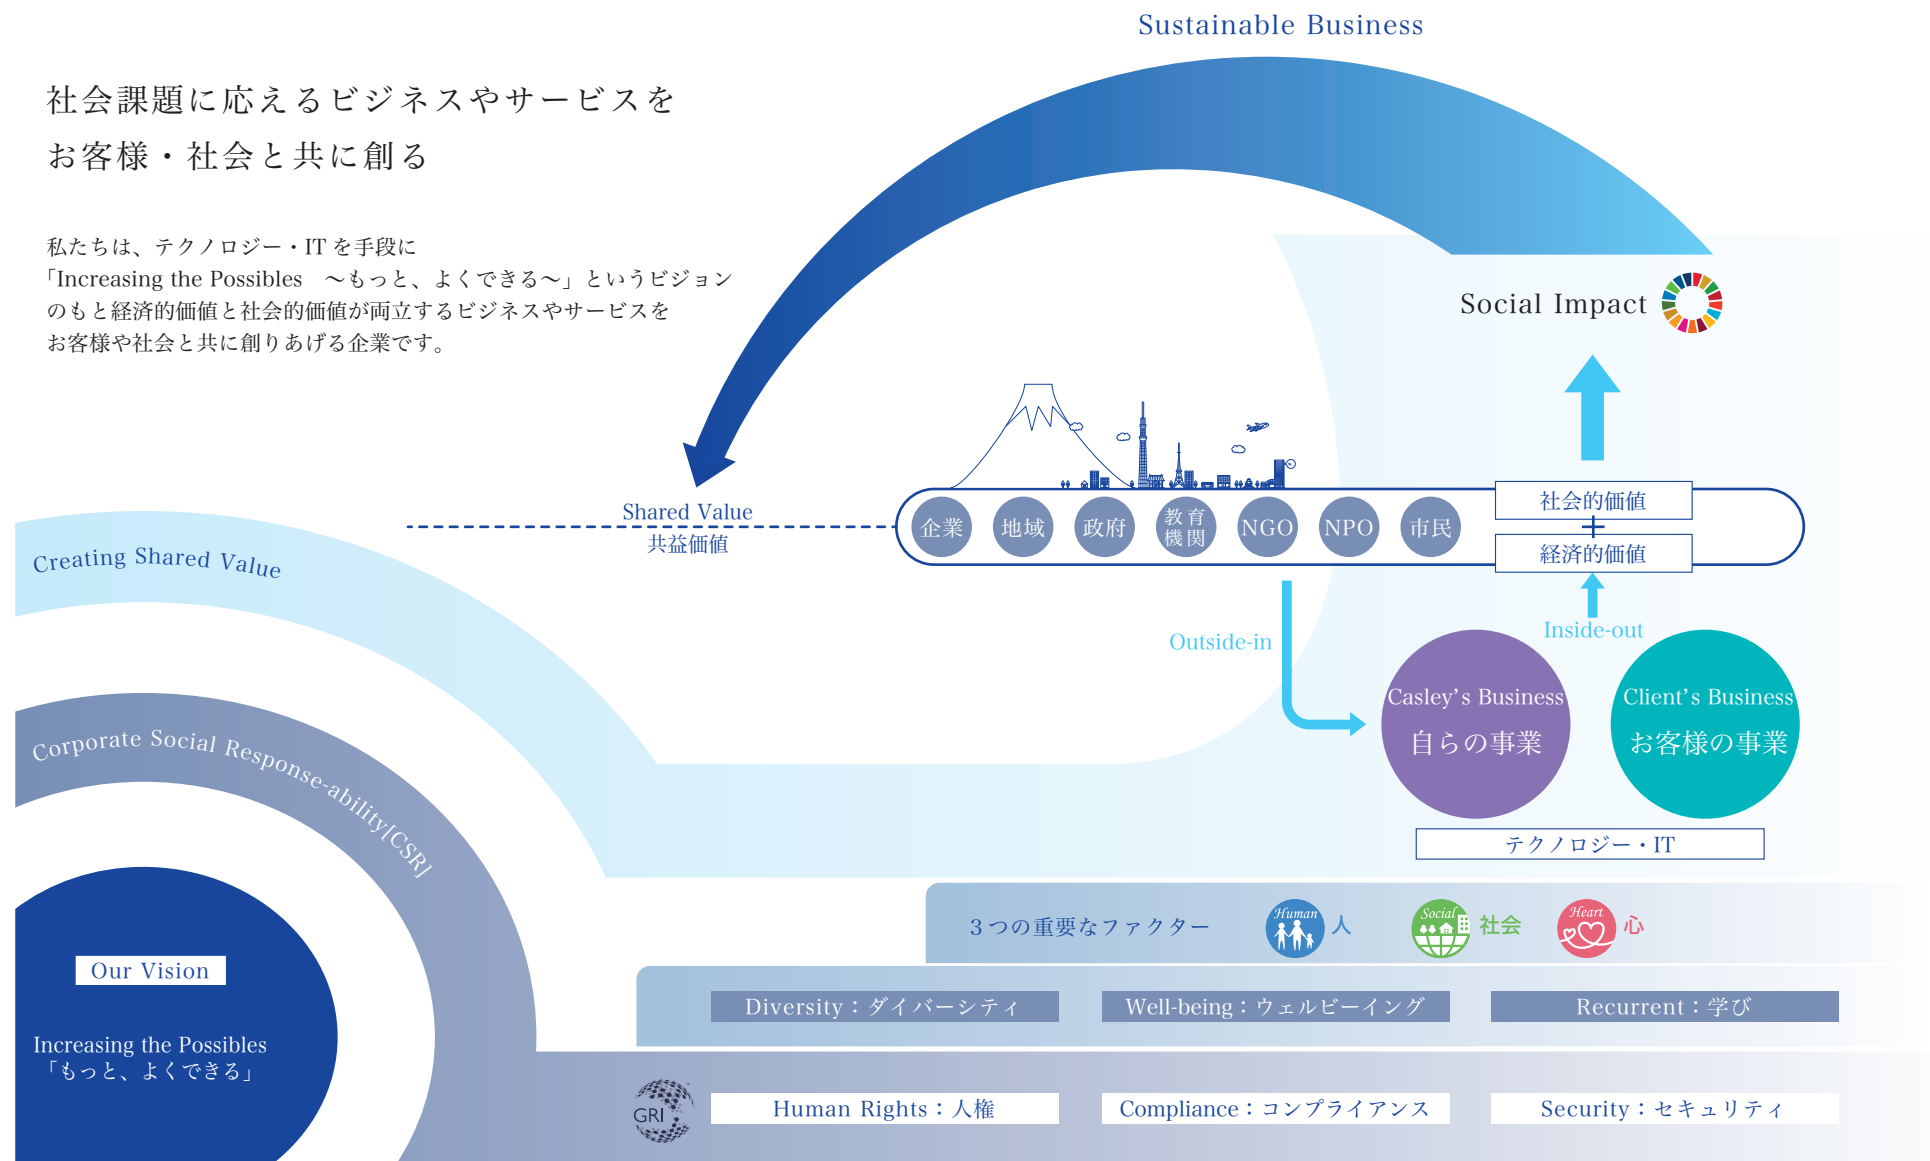 Sustainable Business
社会課題に応えるビジネスやサービスを
お客様・社会と共に創る
私たちは、テクノロジー・ITを手段に
「Increasing the Possibles　～もっと、よくできる～」というビジョン
のもと経済的価値と社会的価値が両立するビジネスやサービスを
お客様や社会と共に創りあげる企業です。
Social Impact
Shared Value
共益価値
企業
地域
政府
教育
機関
NGO
NPO
市民
社会的価値
+
経済的価値
Creating Shared Value
Outside-in
Inside-out
Casley’s Business
自らの事業
Client’s Business
お客様の事業
テクノロジー・IT
Corporate Social Response-ability[CSR]
3つの重要なファクター
Human
人
Social
社会
Heart
心
Our Vision
Increasing the Possibles
「もっと、よくできる」
Diversity：ダイバーシティ
Well-being：ウェルビーイング
Recurrent：学び
GRI
Human Rights：人権
Compliance：コンプライアンス
Security：セキュリティ